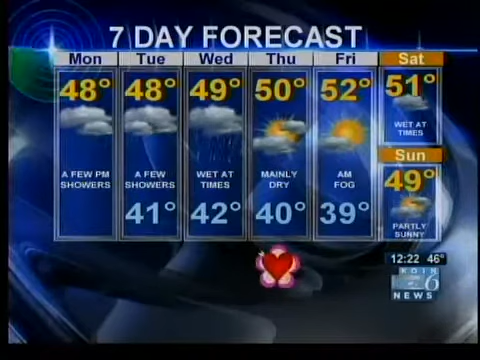 7 DAY FORECAST
Mon Tue Wed Thu Fri Sat
48° 48° 49° 50° 52° 51°
WET AT
TIMES
Sun
49°
A FEW PM
SHOWERS
A FEW
SHOWERS
WET AT
TIMES
MAINLY
DRY
AM
FOG
41° 42° 40° 39°
PARTLY
SUNNY
12:22 46°
KOIN
6
NEWS